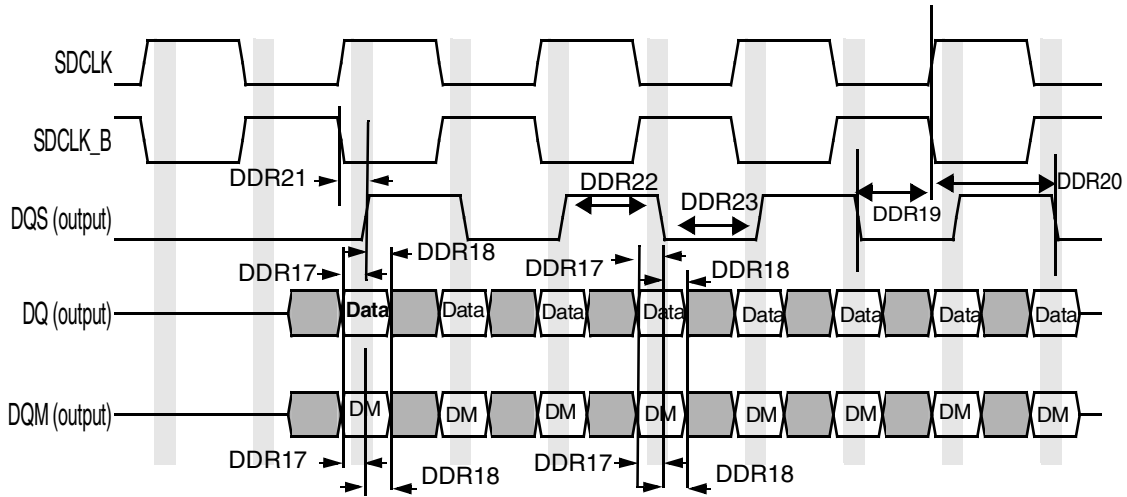 SDCLK
SDCLK_B
DDR21
DDR22
DDR20
DDR23
DDR19
DQS (output)
DDR18
DDR17
DDR17
DDR18
DQ (output)
Data Data Data Data Data Data Data Data
DQM (output)
DM DM DM DM DM DM DM DM
DDR17
DDR18
DDR17
DDR18